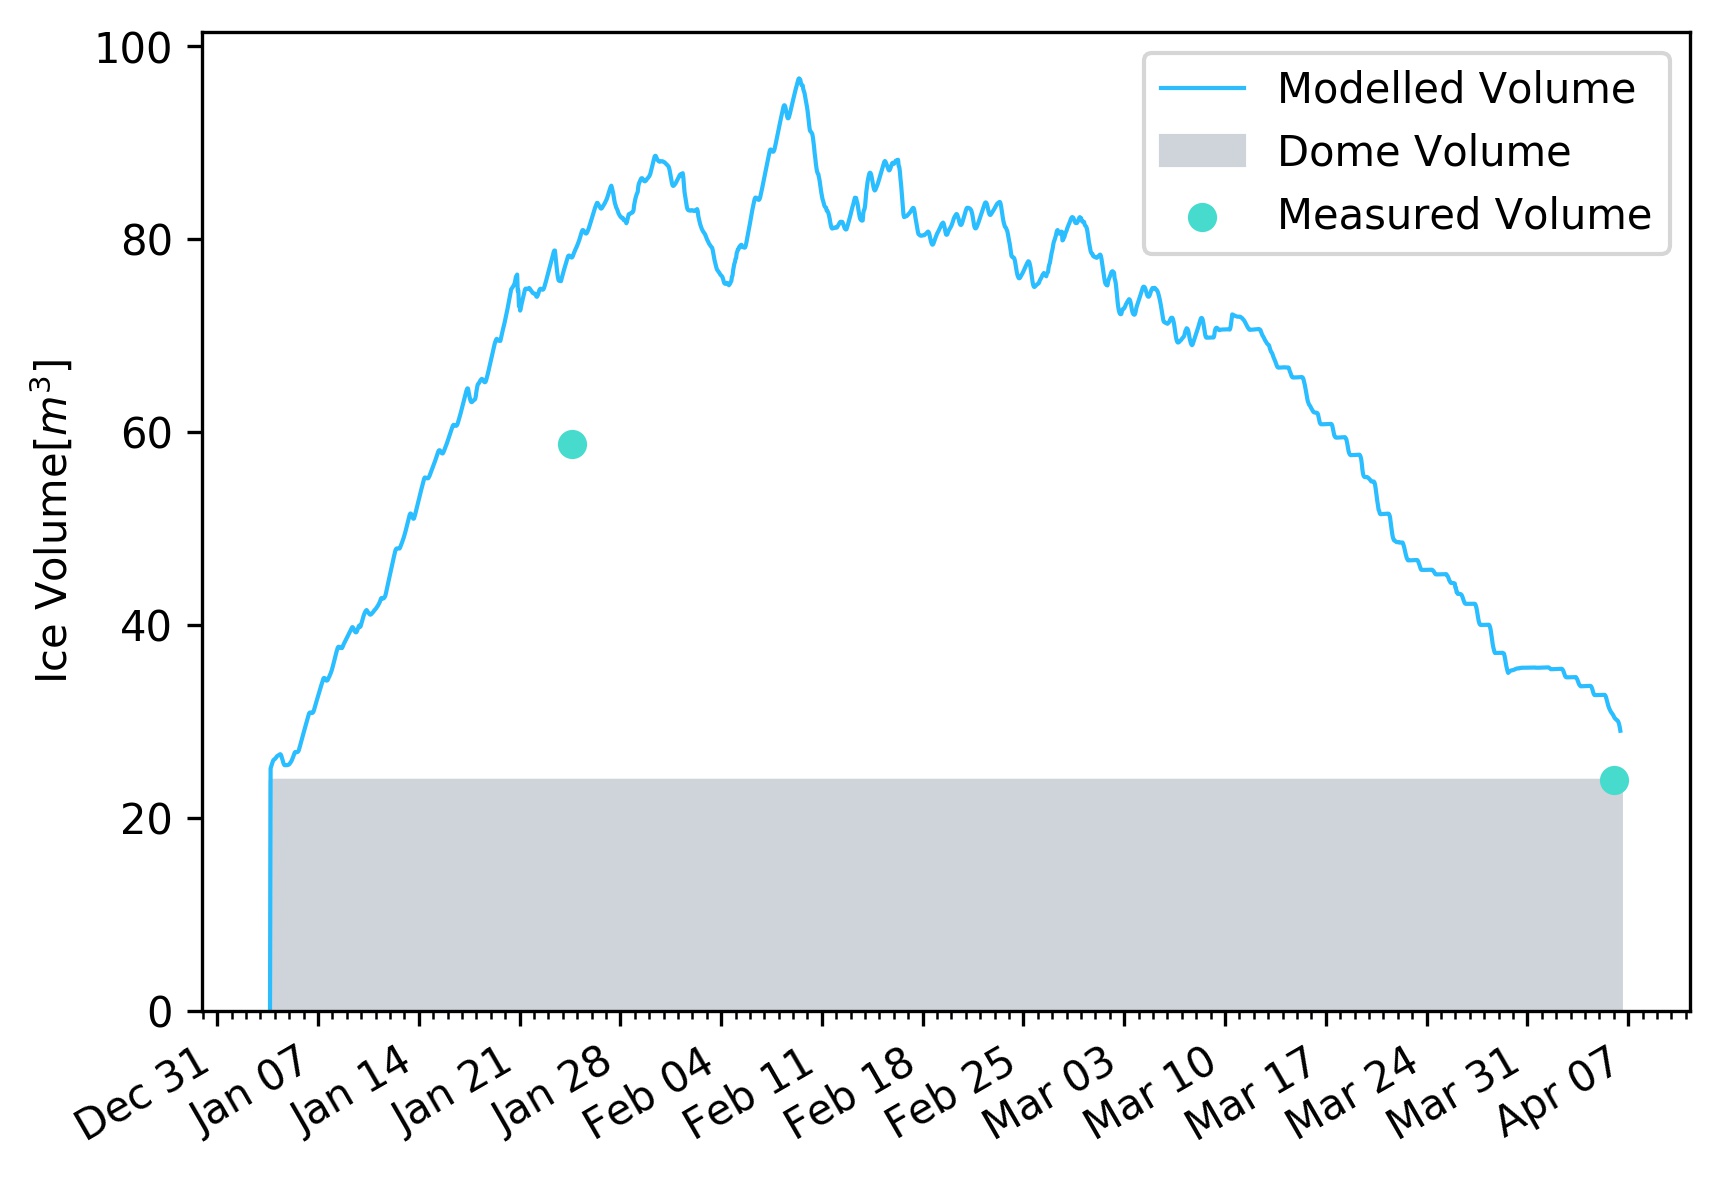 100
80
60
40
20
0
Ice Volume[m³]
Modelled Volume
Dome Volume
Measured Volume
Dec 31
Jan 07
Jan 14
Jan 21
Jan 28
Feb 04
Feb 11
Feb 18
Feb 25
Mar 03
Mar 10
Mar 17
Mar 24
Mar 31
Apr 07